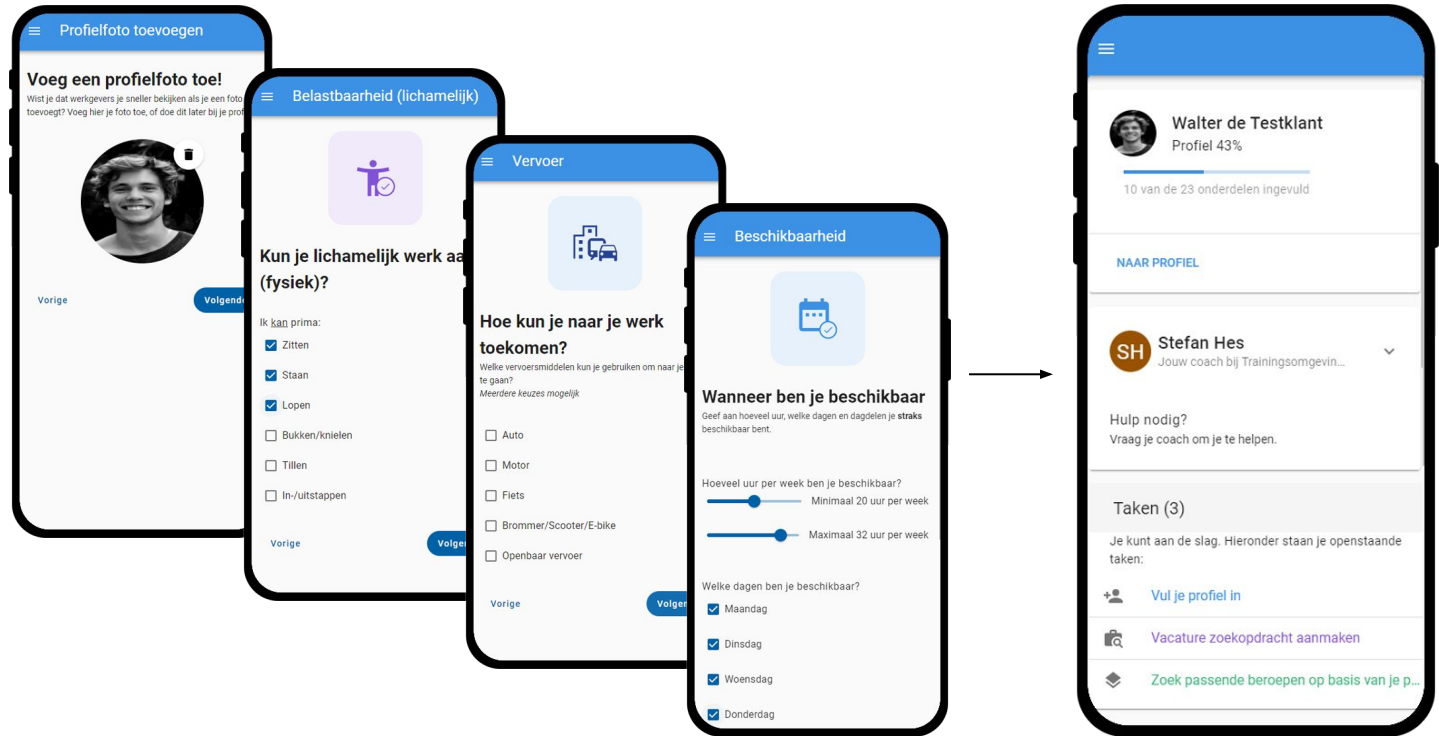 Profielfoto toevoegen
Voeg een profielfoto toe!
Wist je dat werkgevers je sneller bekijken als je een foto
toevoegt? Voeg hier je foto toe, of doe dit later bij je prof
Vorige
Volgende
Belastbaarheid (lichamelijk)
Kun je lichamelijk werk aa
(fysiek)?
Ik kan prima:
Zitten
Staan
Lopen
Bukken/knielen
Tillen
In-/uitstappen
Vorige
Volgen
Vervoer
Hoe kun je naar je werk
toekomen?
Welke vervoersmiddelen kun je gebruiken om naar je
te gaan?
Meerdere keuzes mogelijk
Auto
Motor
Fiets
Brommer/Scooter/E-bike
Openbaar vervoer
Vorige
Volgen
Beschikbaarheid
Wanneer ben je beschikbaar
Geef aan hoeveel uur, welke dagen en dagdelen je straks
beschikbaar bent.
Hoeveel uur per week ben je beschikbaar?
Minimaal 20 uur per week
Maximaal 32 uur per week
Welke dagen ben je beschikbaar?
Maandag
Dinsdag
Woensdag
Donderdag
Walter de Testklant
Profiel 43%
10 van de 23 onderdelen ingevuld
NAAR PROFIEL
SH
Stefan Hes
Jouw coach bij Trainingsomgevin...
Hulp nodig?
Vraag je coach om je te helpen.
Taken (3)
Je kunt aan de slag. Hieronder staan je openstaande
taken:
Vul je profiel in
Vacature zoekopdracht aanmaken
Zoek passende beroepen op basis van je p...